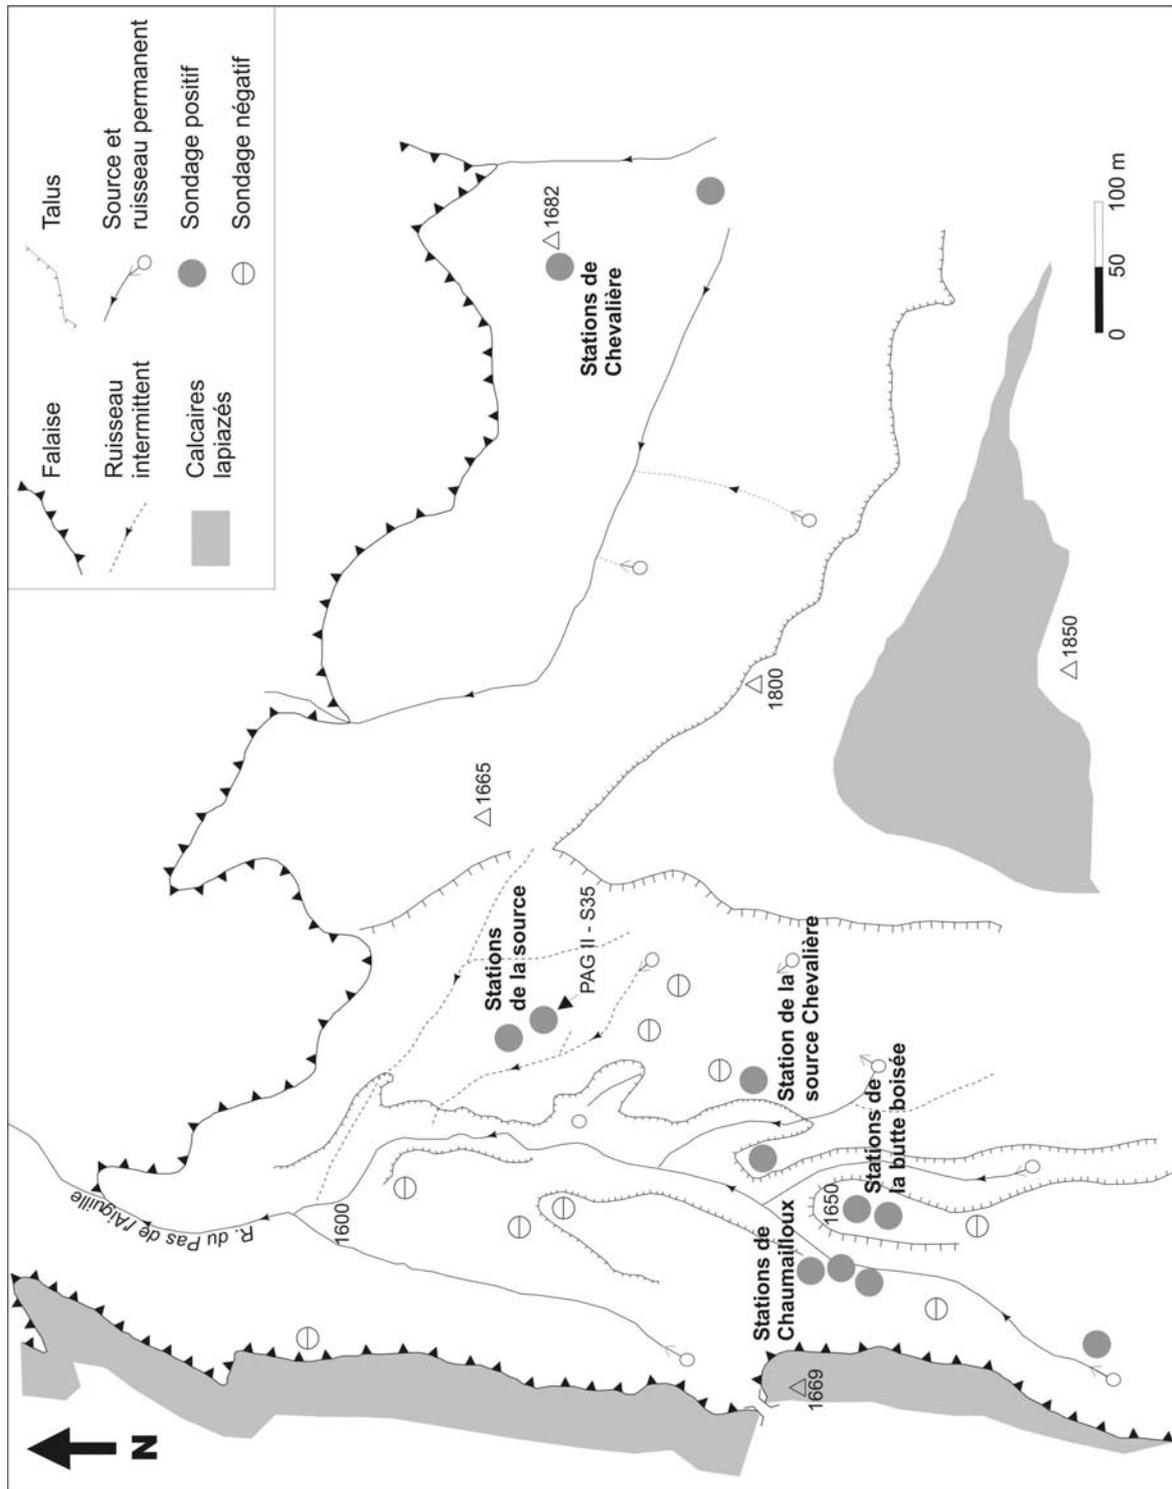 Falaise
Talus
Ruisseau
intermittent
Source et
ruisseau permanent
Calcaires
lapiazés
Sondage positif
Sondage négatif
N
R. du Pas de l'Aiguille
1600
1665
1682
Stations de
Chevalière
Stations
de la source
PAG II - S35
1800
1850
Station de la
source Chevalière
Stations de
la butte boisée
1650
Stations de
Chaumailloux
1669
0
50
100 m